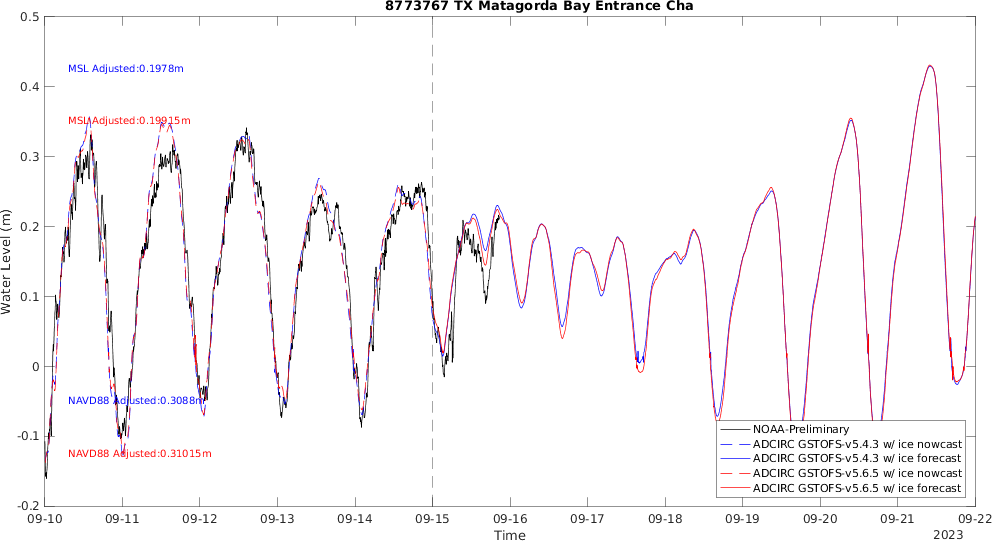 8773767 TX Matagorda Bay Entrance Cha
0.5
0.4
0.3
0.2
0.1
0
-0.1
-0.2
Water Level (m)
MSL Adjusted:0.1978m
MSL Adjusted:0.19915m
NAVD88 Adjusted:0.3088m
NAVD88 Adjusted:0.31015m
NOAA-Preliminary
ADCIRC GSTOFS-v5.4.3 w/ ice nowcast
ADCIRC GSTOFS-v5.4.3 w/ ice forecast
ADCIRC GSTOFS-v5.6.5 w/ ice nowcast
ADCIRC GSTOFS-v5.6.5 w/ ice forecast
09-10 09-11 09-12 09-13 09-14 09-15 09-16 09-17 09-18 09-19 09-20 09-21 09-22
Time
2023